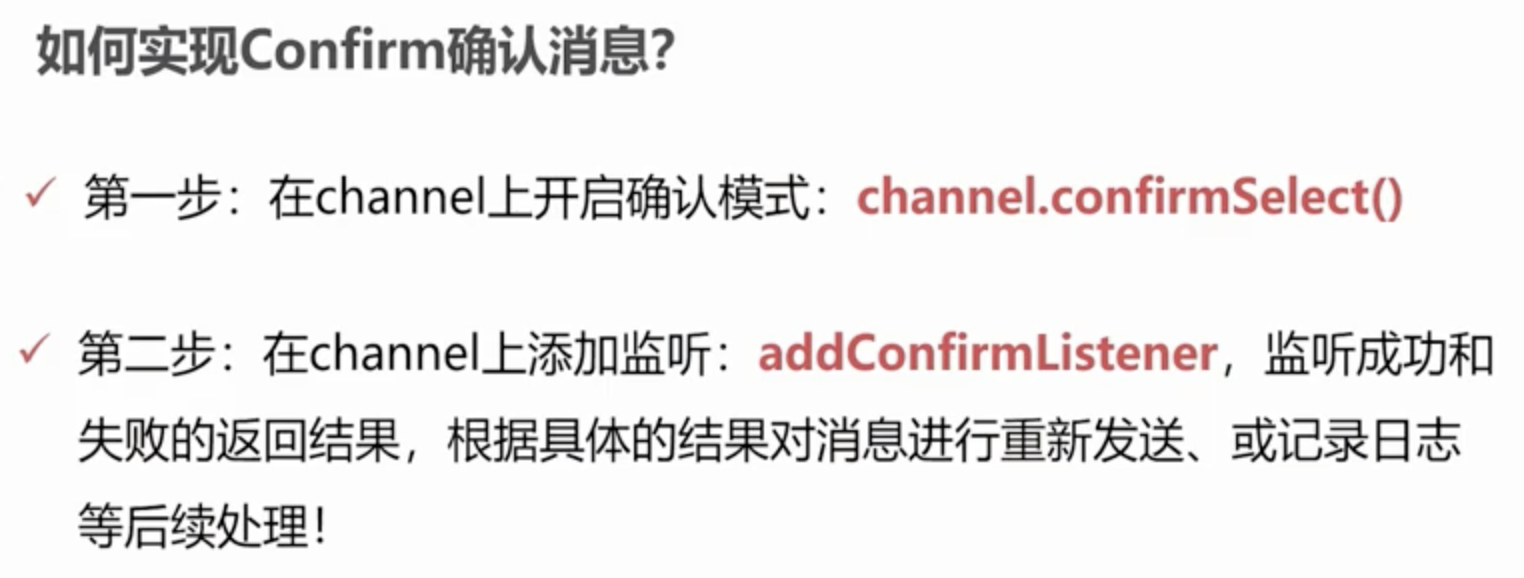 如何实现Confirm确认消息？
✓ 第一步：在channel上开启确认模式：channel.confirmSelect()
✓ 第二步：在channel上添加监听：addConfirmListener，监听成功和
失败的返回结果，根据具体的结果对消息进行重新发送、或记录日志
等后续处理！